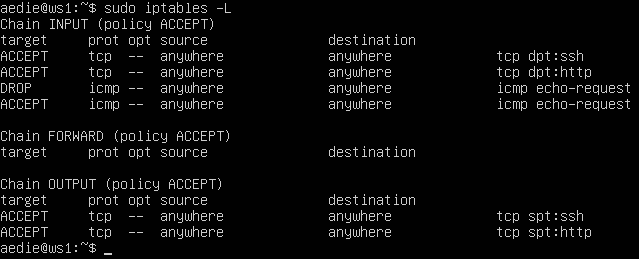 aedie@ws1:~$ sudo iptables -L
Chain INPUT (policy ACCEPT)
target     prot opt source               destination
ACCEPT     tcp  --  anywhere             anywhere             tcp dpt:ssh
ACCEPT     tcp  --  anywhere             anywhere             tcp dpt:http
DROP       icmp --  anywhere             anywhere             icmp echo-request
ACCEPT     icmp --  anywhere             anywhere             icmp echo-request

Chain FORWARD (policy ACCEPT)
target     prot opt source               destination

Chain OUTPUT (policy ACCEPT)
target     prot opt source               destination
ACCEPT     tcp  --  anywhere             anywhere             tcp spt:ssh
ACCEPT     tcp  --  anywhere             anywhere             tcp spt:http
aedie@ws1:~$ _